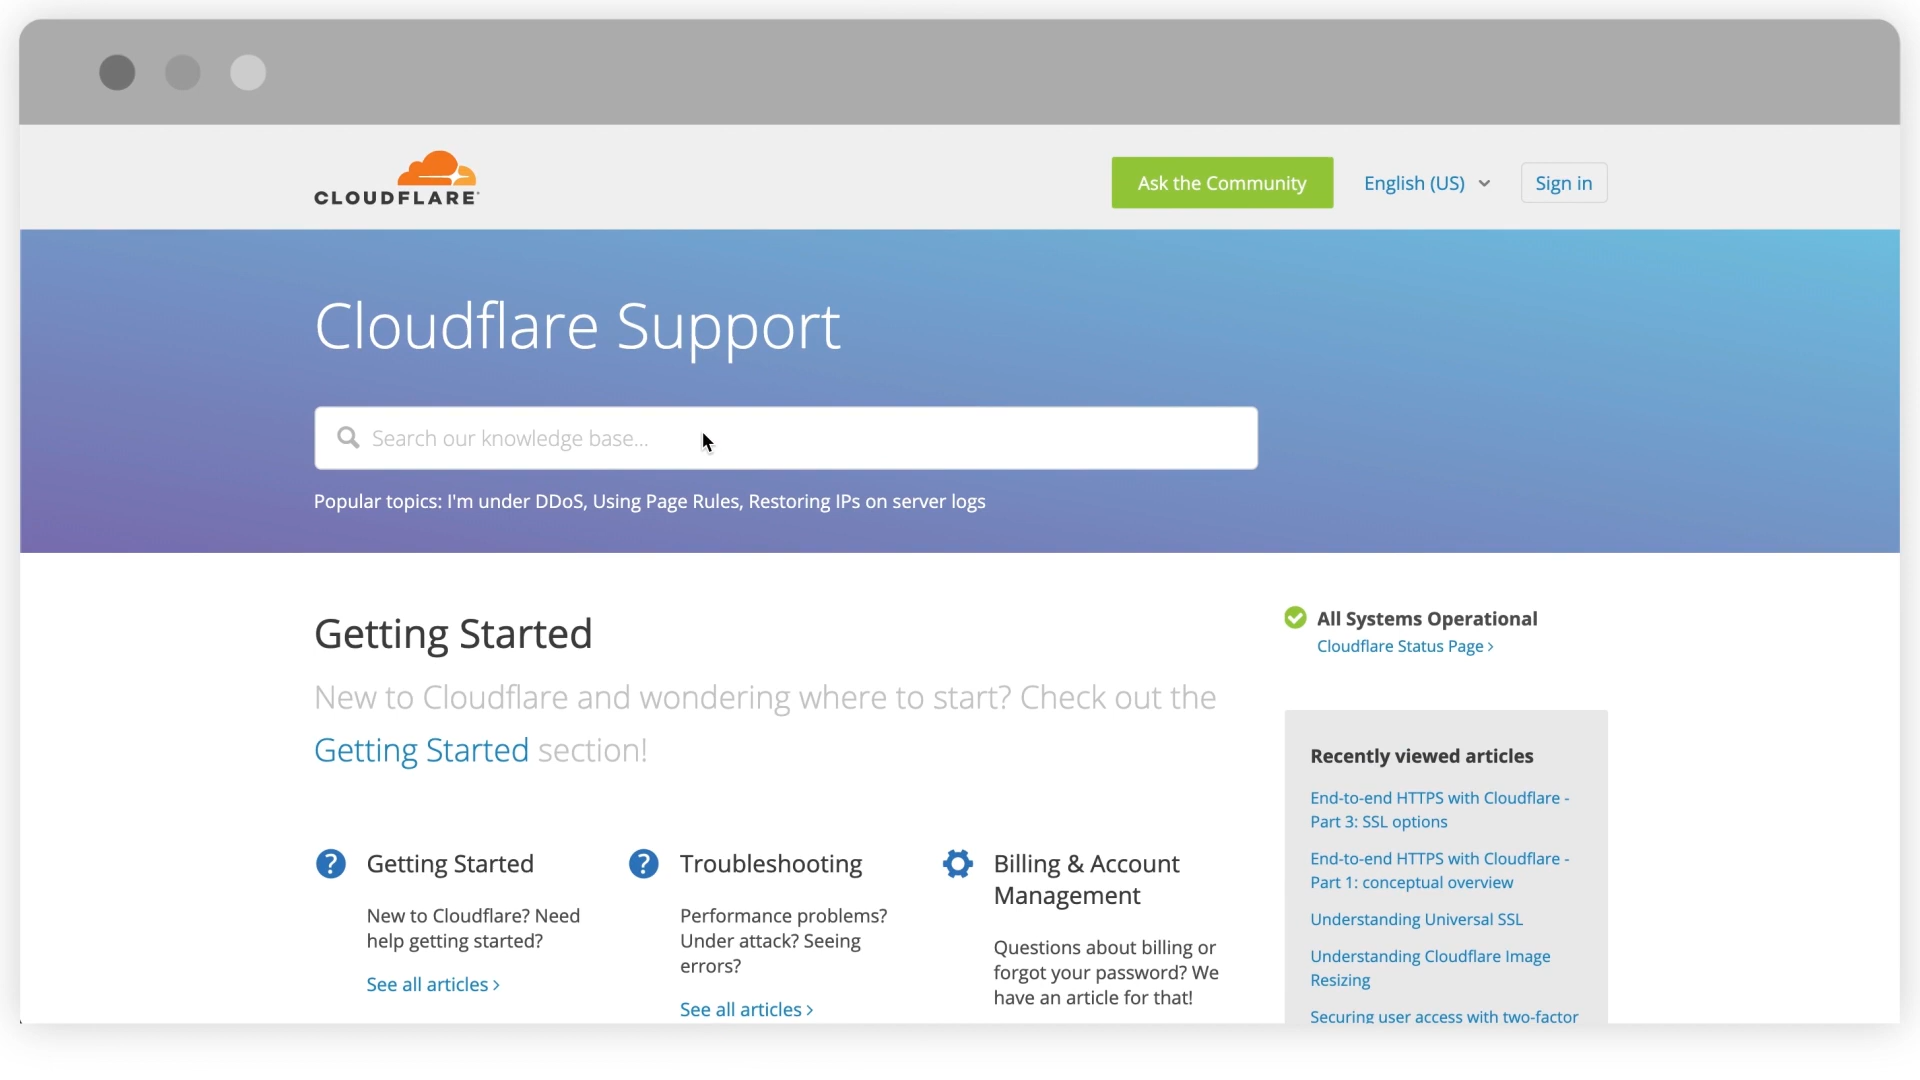 CLOUDFLARE
Ask the Community
English (US)
Sign in
Cloudflare Support
Search our knowledge base...
Popular topics: I'm under DDoS, Using Page Rules, Restoring IPs on server logs
Getting Started
New to Cloudflare and wondering where to start? Check out the
Getting Started section!
Getting Started
New to Cloudflare? Need
help getting started?
See all articles ›
Troubleshooting
Performance problems?
Under attack? Seeing
errors?
See all articles ›
Billing & Account
Management
Questions about billing or
forgot your password? We
have an article for that!
All Systems Operational
Cloudflare Status Page ›
Recently viewed articles
End-to-end HTTPS with Cloudflare -
Part 3: SSL options
End-to-end HTTPS with Cloudflare -
Part 1: conceptual overview
Understanding Universal SSL
Understanding Cloudflare Image
Resizing
Securing user access with two-factor